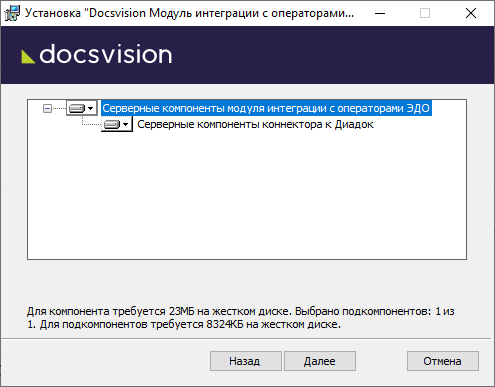 Установка "Docsvision Модуль интеграции с операторами...
docsvision
Серверные компоненты модуля интеграции с операторами ЭДО
Серверные компоненты коннектора к Диадок
Для компонента требуется 23МБ на жестком диске. Выбрано подкомпонентов: 1 из
1. Для подкомпонентов требуется 8324КБ на жестком диске.
Назад Далее Отмена